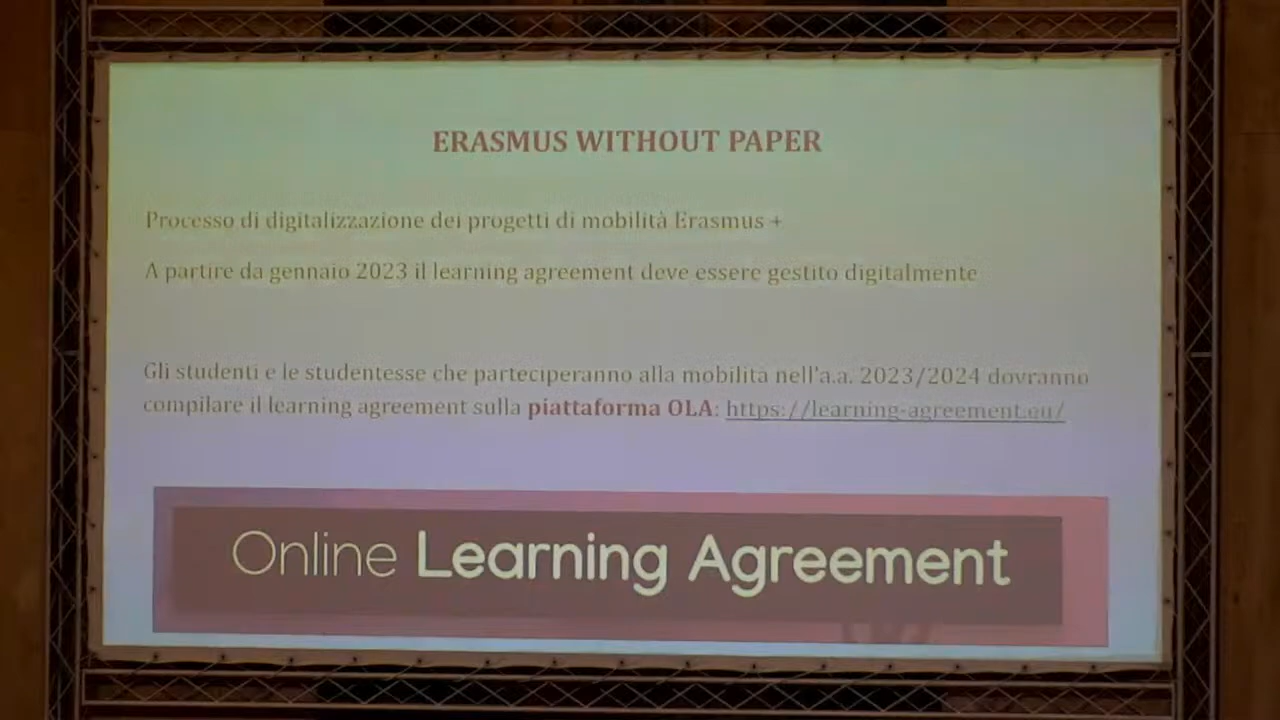 ERASMUS WITHOUT PAPER
Processo di digitalizzazione dei progetti di mobilità Erasmus +
A partire da gennaio 2023 il learning agreement deve essere gestito digitalmente
Gli studenti e le studentesse che parteciperanno alla mobilità nell'a.a. 2023/2024 dovranno
compilare il learning agreement sulla piattaforma OLA: https://learning-agreement.eu/
Online Learning Agreement